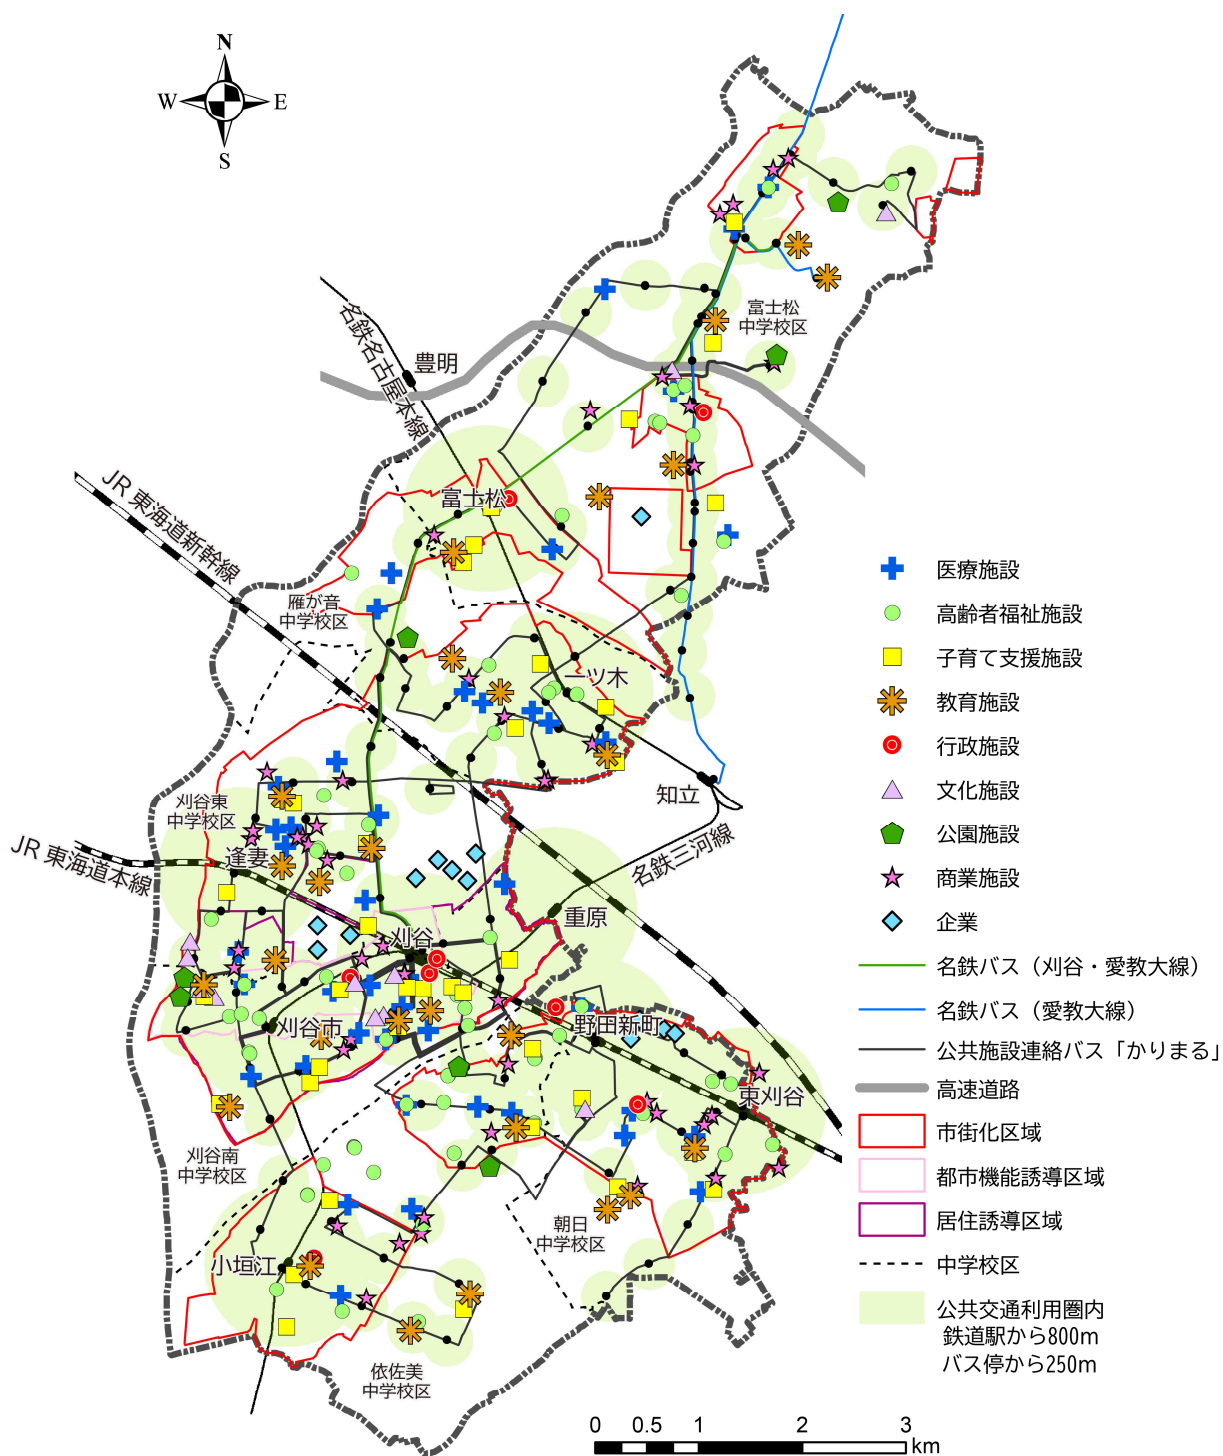 N
W
E
S
富士松
中学校区
豊明
名鉄名古屋本線
富士松
JR 東海道新幹線
雁が音
中学校区
一ツ木
知立
刈谷東
中学校区
名鉄三河線
逢妻
JR 東海道本線
重原
刈谷
刈谷市
野田新町
東刈谷
刈谷南
中学校区
朝日
中学校区
小垣江
依佐美
中学校区
医療施設
高齢者福祉施設
子育て支援施設
教育施設
行政施設
文化施設
公園施設
商業施設
企業
名鉄バス（刈谷・愛教大線）
名鉄バス（愛教大線）
公共施設連絡バス「かりまる」
高速道路
市街化区域
都市機能誘導区域
居住誘導区域
中学校区
公共交通利用圏内
鉄道駅から800m
バス停から250m
0 0.5 1 2 3
km